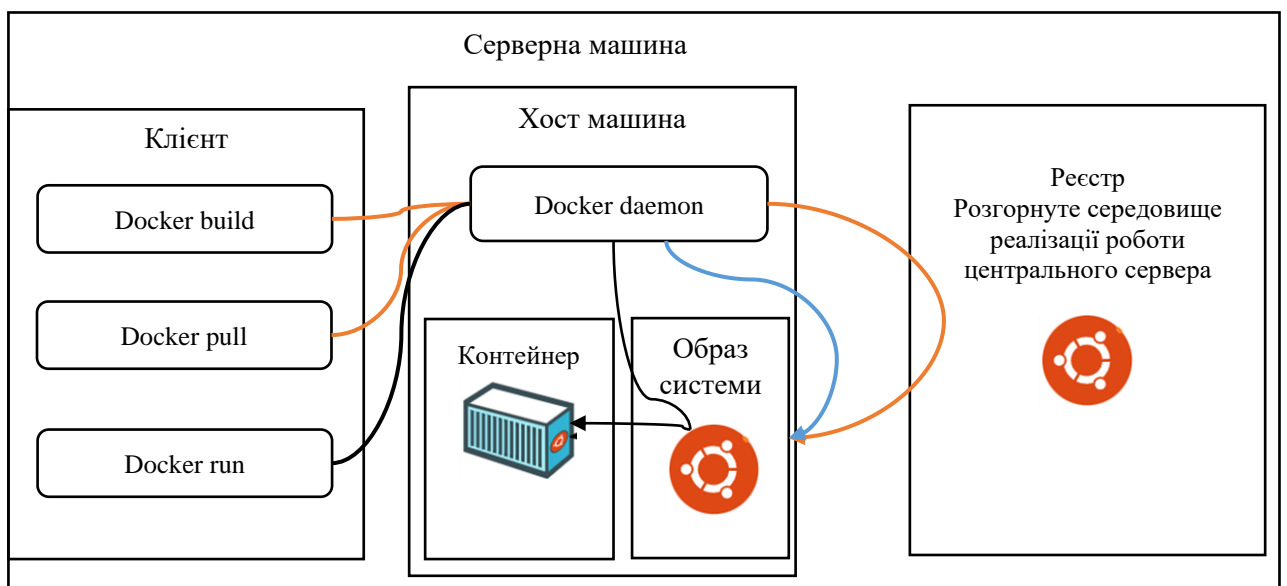 Серверна машина
Клієнт
Docker build
Docker pull
Docker run
Хост машина
Docker daemon
Контейнер
Образ
системи
Реєстр
Розгорнуте середовище
реалізації роботи
центрального сервера